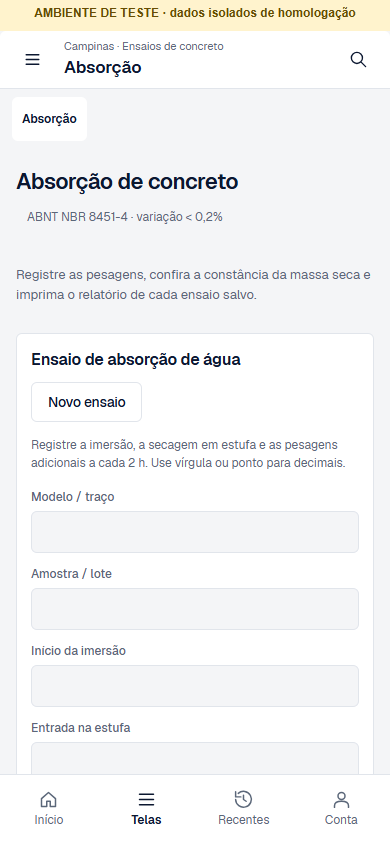 AMBIENTE DE TESTE · dados isolados de homologação
Campinas · Ensaios de concreto
Absorção
Absorção
Absorção de concreto
ABNT NBR 8451-4 · variação < 0,2%
Registre as pesagens, confira a constância da massa seca e
imprima o relatório de cada ensaio salvo.
Ensaio de absorção de água
Novo ensaio
Registre a imersão, a secagem em estufa e as pesagens
adicionais a cada 2 h. Use vírgula ou ponto para decimais.
Modelo / traço
Amostra / lote
Início da imersão
Entrada na estufa
Início
Telas
Recentes
Conta